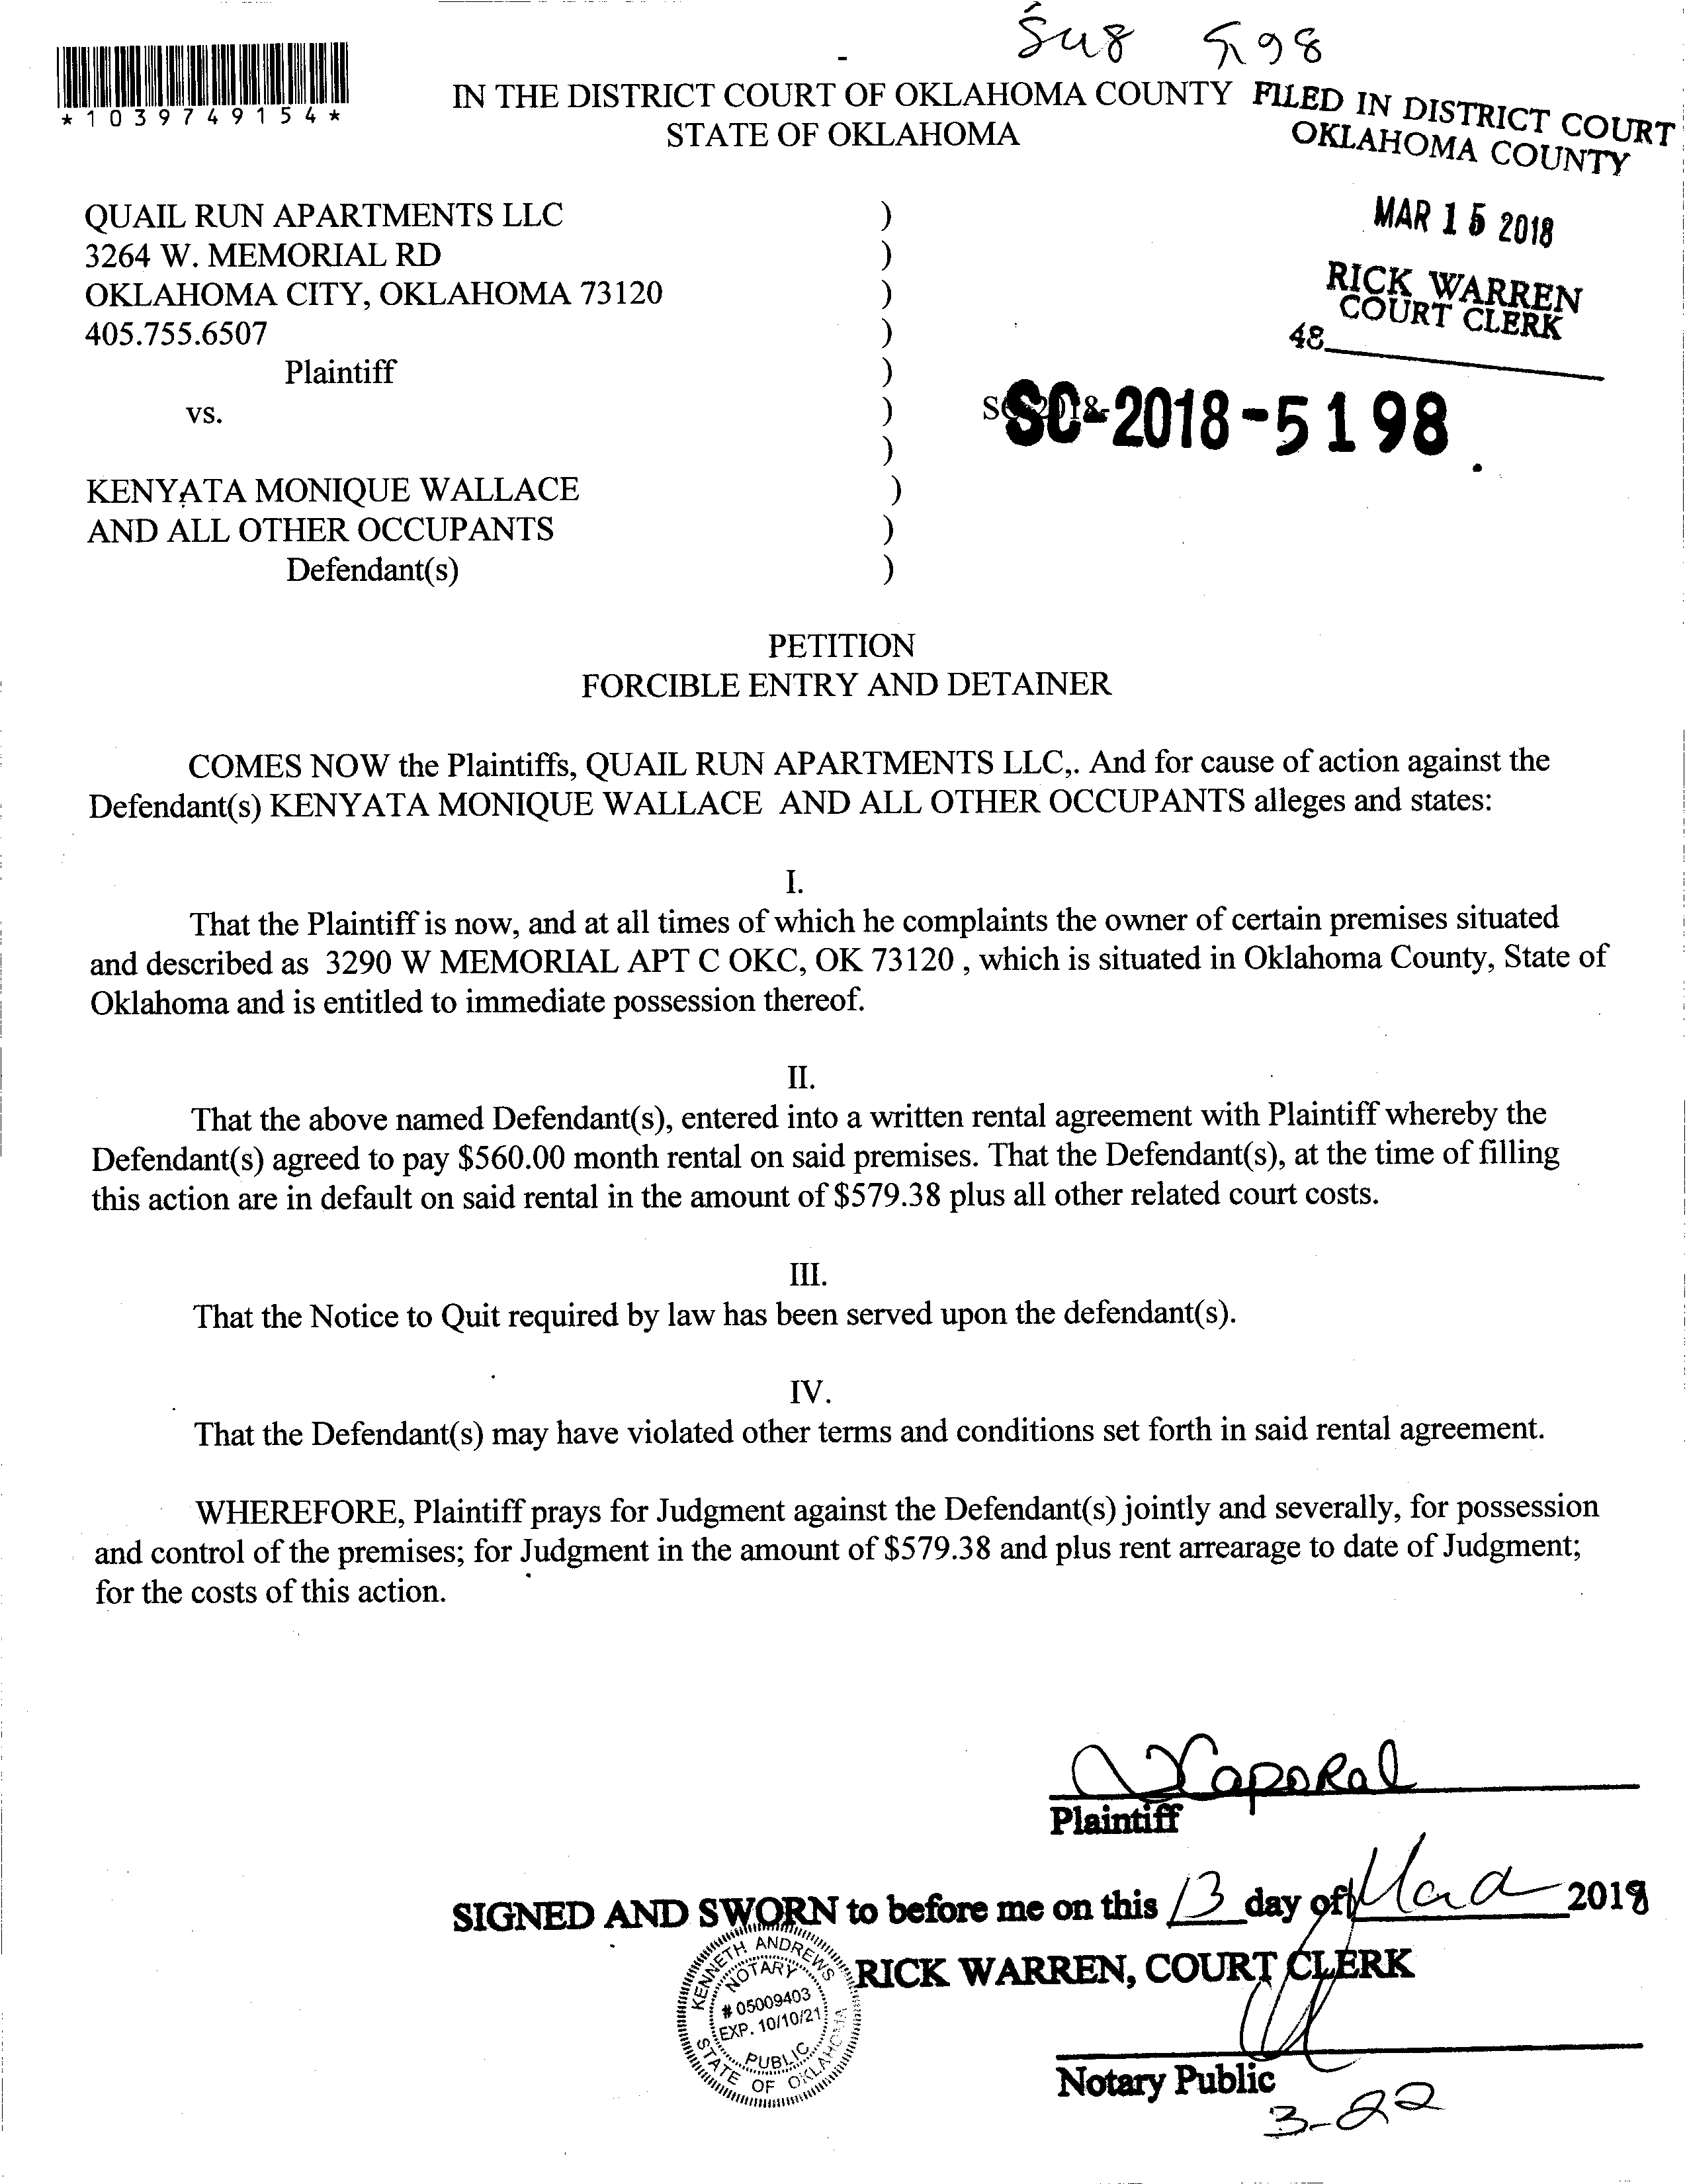 5198
*1039749154*
IN THE DISTRICT COURT OF OKLAHOMA COUNTY
STATE OF OKLAHOMA
FILED IN DISTRICT COURT
OKLAHOMA COUNTY
MAR 15 2018
RICK WARREN
COURT CLERK
48
QUAIL RUN APARTMENTS LLC )
3264 W. MEMORIAL RD )
OKLAHOMA CITY, OKLAHOMA 73120 )
405.755.6507 )
Plaintiff )
vs. )
)
SC-2018-5198
KENYATA MONIQUE WALLACE )
AND ALL OTHER OCCUPANTS )
Defendant(s) )
PETITION
FORCIBLE ENTRY AND DETAINER
COMES NOW the Plaintiffs, QUAIL RUN APARTMENTS LLC,. And for cause of action against the
Defendant(s) KENYATA MONIQUE WALLACE AND ALL OTHER OCCUPANTS alleges and states:
I.
That the Plaintiff is now, and at all times of which he complaints the owner of certain premises situated
and described as 3290 W MEMORIAL APT C OKC, OK 73120 , which is situated in Oklahoma County, State of
Oklahoma and is entitled to immediate possession thereof.
II.
That the above named Defendant(s), entered into a written rental agreement with Plaintiff whereby the
Defendant(s) agreed to pay $560.00 month rental on said premises. That the Defendant(s), at the time of filling
this action are in default on said rental in the amount of $579.38 plus all other related court costs.
III.
That the Notice to Quit required by law has been served upon the defendant(s).
IV.
That the Defendant(s) may have violated other terms and conditions set forth in said rental agreement.
WHEREFORE, Plaintiff prays for Judgment against the Defendant(s) jointly and severally, for possession
and control of the premises; for Judgment in the amount of $579.38 and plus rent arrearage to date of Judgment;
for the costs of this action.
Plaintiff
SIGNED AND SWORN to before me on this 13 day of March 2018
RICK WARREN, COURT CLERK
KENNETH ANDREWS
NOTARY
# 05009403
EXP. 10/10/21
PUBLIC
STATE OF OKLAHOMA
Notary Public
3-22